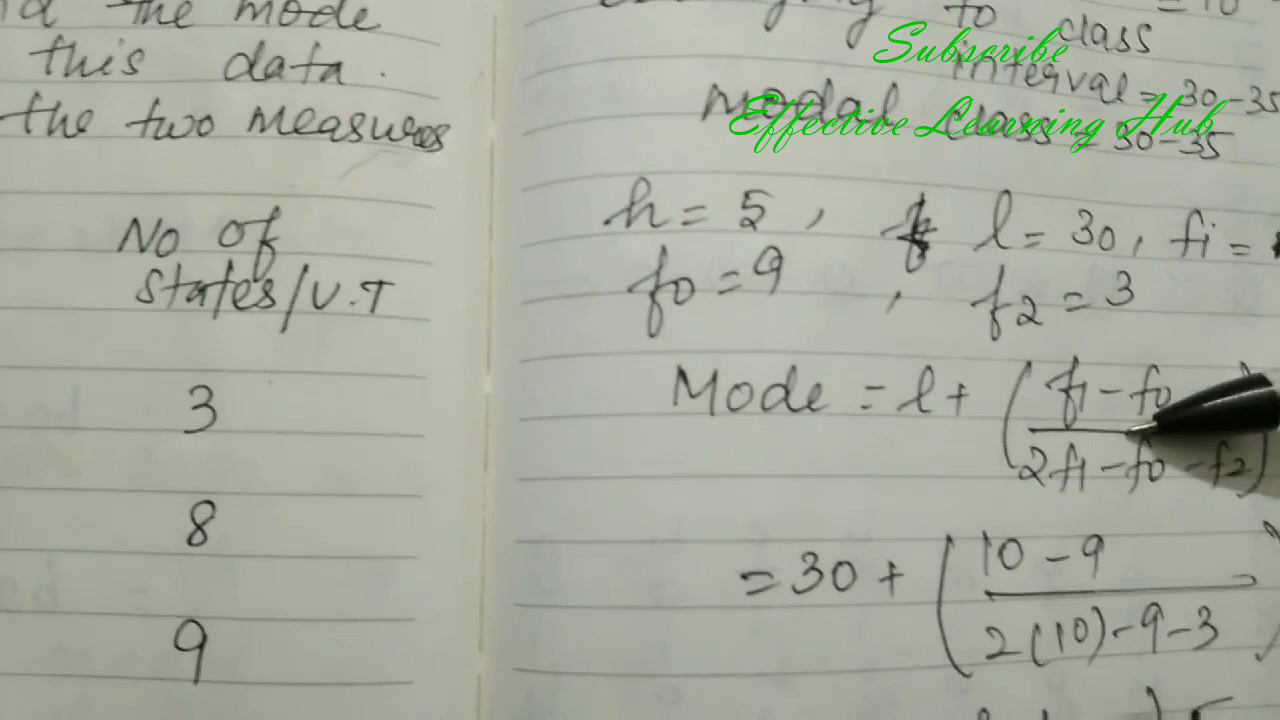 the mode
this data.
the two measures
No of
states/U.T
3
8
9
to class
interval = 30-35
modal class = 30-35
h = 5, l = 30, f1 =
f0 = 9, f2 = 3
Mode = l + (f1 - f0
2f1 - f0 - f2)
= 30 + (10 - 9
2(10) - 9 - 3)
Subscribe
Effective Learning Hub